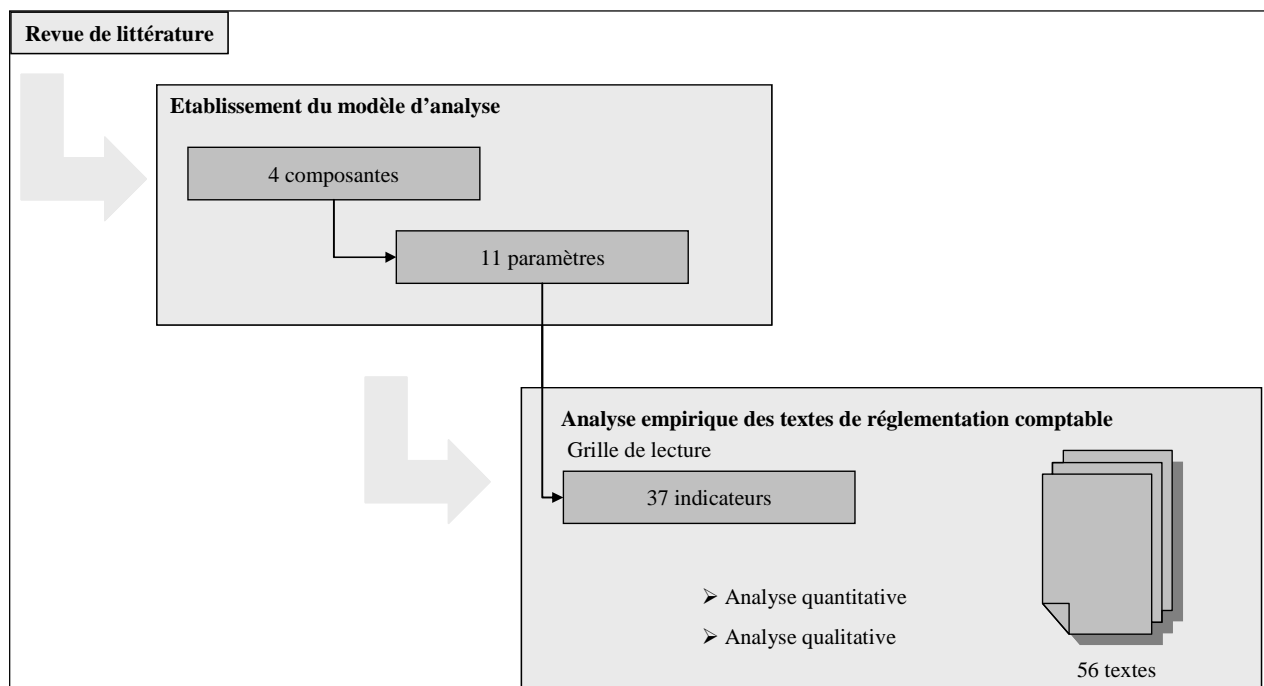 Revue de littérature
Etablissement du modèle d'analyse
4 composantes
11 paramètres
Analyse empirique des textes de réglementation comptable
Grille de lecture
37 indicateurs
➢ Analyse quantitative
➢ Analyse qualitative
56 textes